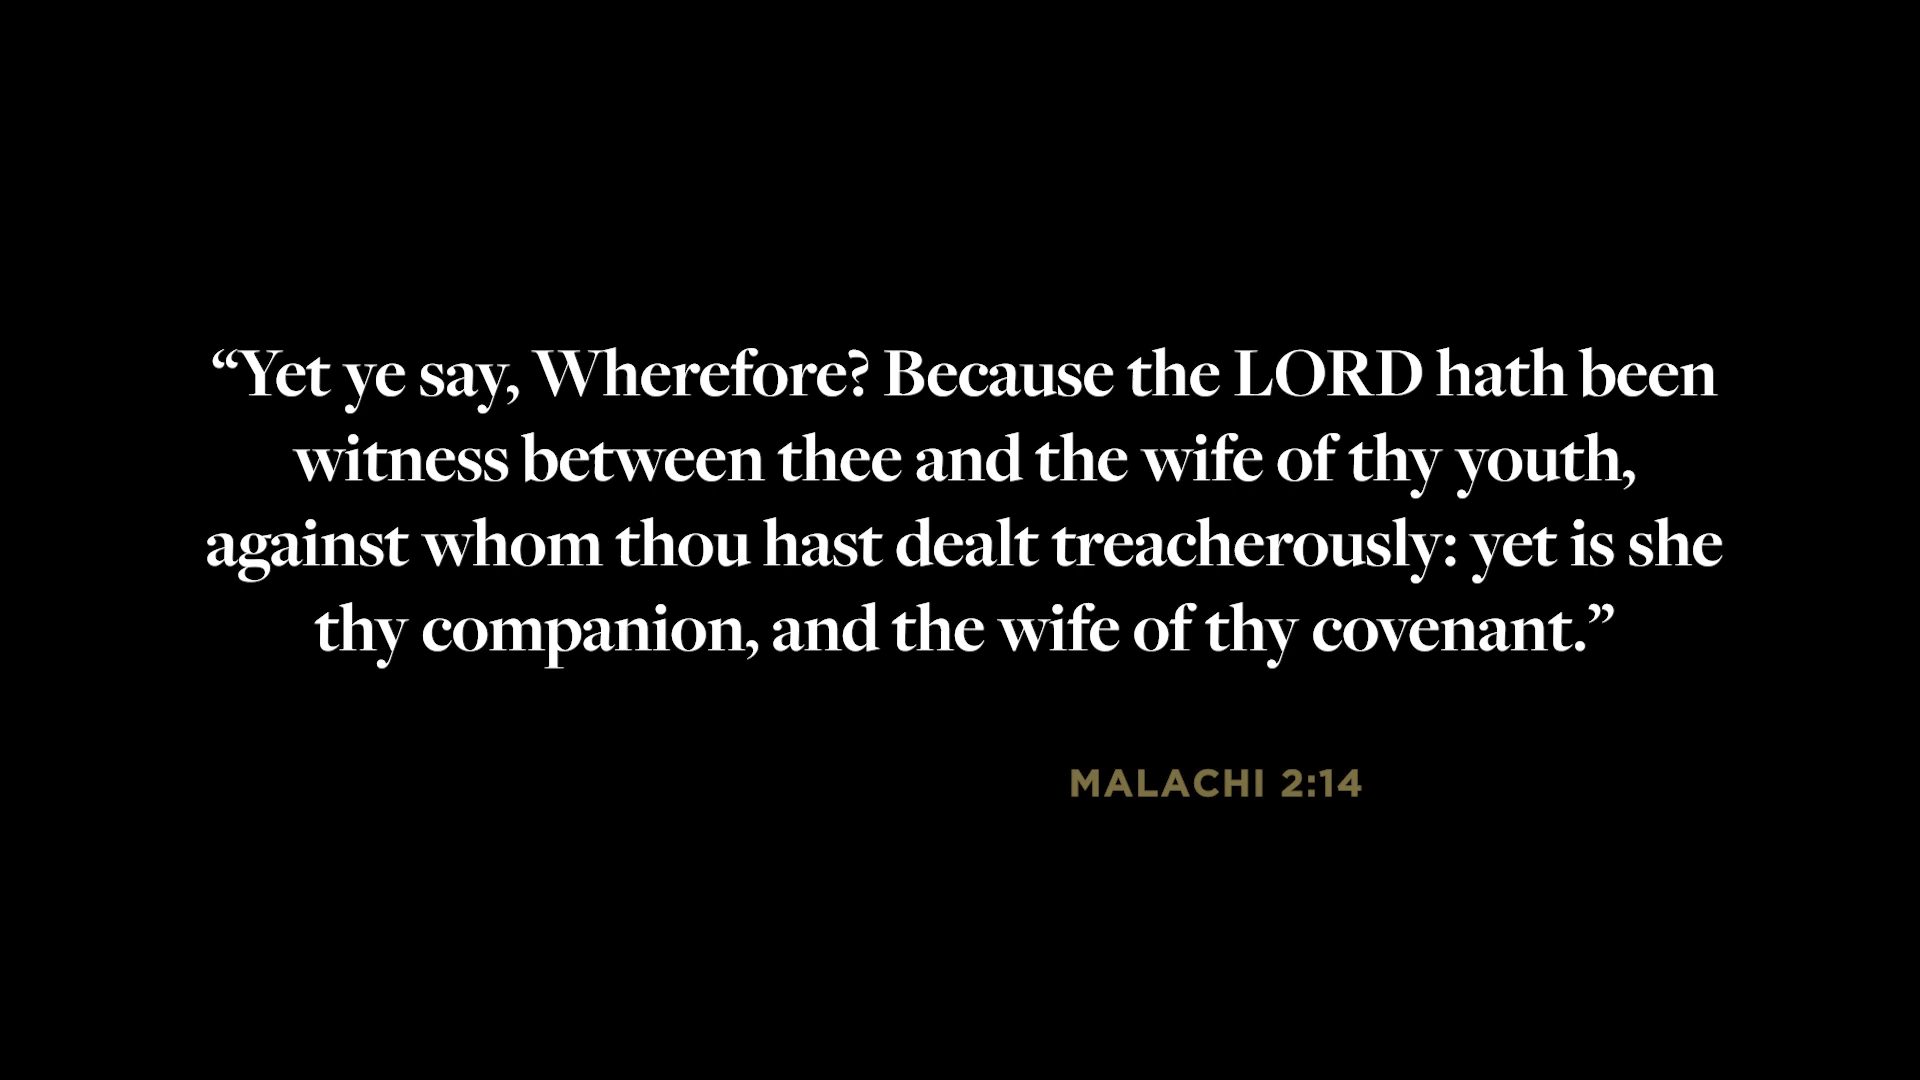 “Yet ye say, Wherefore? Because the LORD hath been
witness between thee and the wife of thy youth,
against whom thou hast dealt treacherously: yet is she
thy companion, and the wife of thy covenant.”
MALACHI 2:14